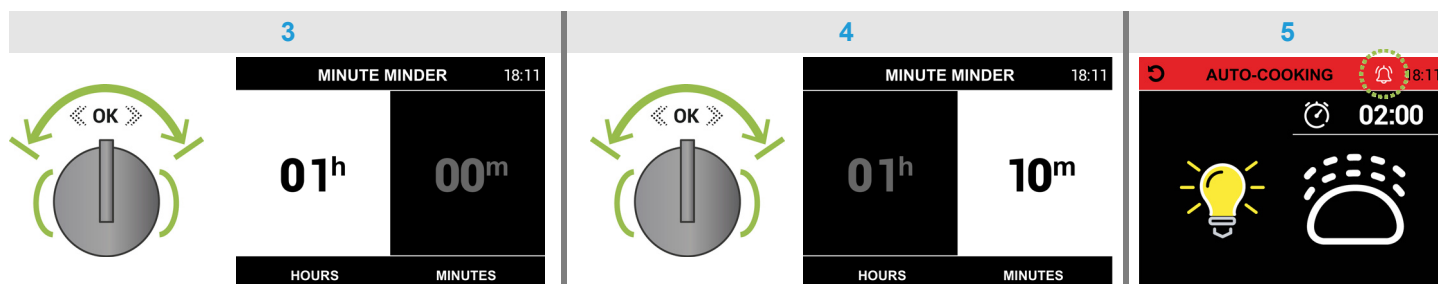 3
OK
MINUTE MINDER 18:11
01h 00m
HOURS MINUTES
4
OK
MINUTE MINDER 18:11
01h 10m
HOURS MINUTES
5
AUTO-COOKING 18:11
02:00